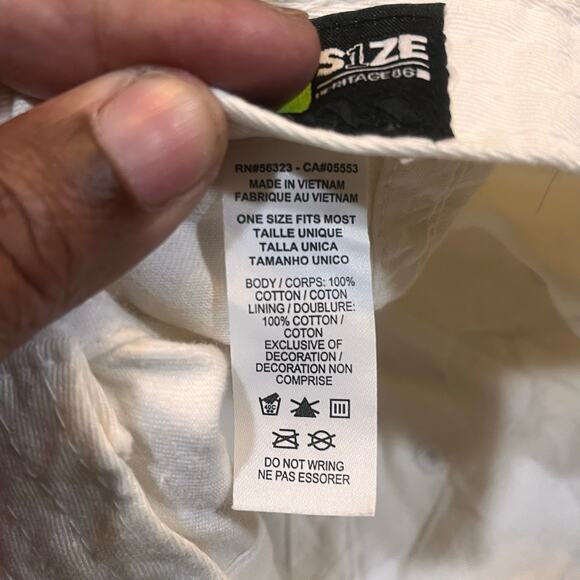 S1ZE
HERITAGE86
RN#56323 - CA#05553
MADE IN VIETNAM
FABRIQUE AU VIETNAM
ONE SIZE FITS MOST
TAILLE UNIQUE
TALLA UNICA
TAMANHO UNICO
BODY / CORPS: 100%
COTTON / COTON
LINING / DOUBLURE:
100% COTTON /
COTON
EXCLUSIVE OF
DECORATION /
DECORATION NON
COMPRISE
DO NOT WRING
NE PAS ESSORER